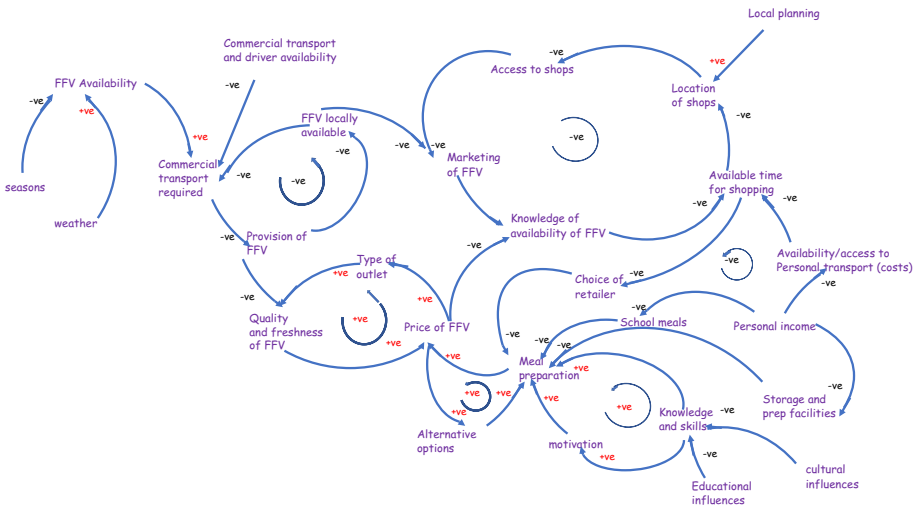 Local planning
Commercial transport
and driver availability
-ve
Access to shops
+ve
FFV Availability
-ve
Location
of shops
-ve
+ve
FFV locally
available
-ve
+ve
-ve
-ve
-ve
-ve
Commercial
transport
required
-ve
Marketing
of FFV
-ve
Available time
for shopping
seasons
-ve
-ve
weather
Knowledge of
availability of FFV
-ve
Provision of
FFV
-ve
Type of
outlet
+ve
-ve
Availability/access to
Personal transport (costs)
Choice of
retailer
-ve
-ve
-ve
+ve
Quality
and freshness
of FFV
+ve
+ve
Price of FFV
-ve
School meals
Personal income
-ve
-ve
-ve
+ve
Meal
preparation
+ve
+ve
+ve
+ve
+ve
+ve
-ve
Storage and
prep facilities
Knowledge
and skills
-ve
Alternative
options
motivation
+ve
-ve
cultural
influences
Educational
influences